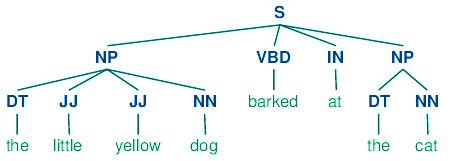 S
NP VBD IN NP
DT JJ JJ NN barked at DT NN
the little yellow dog the cat